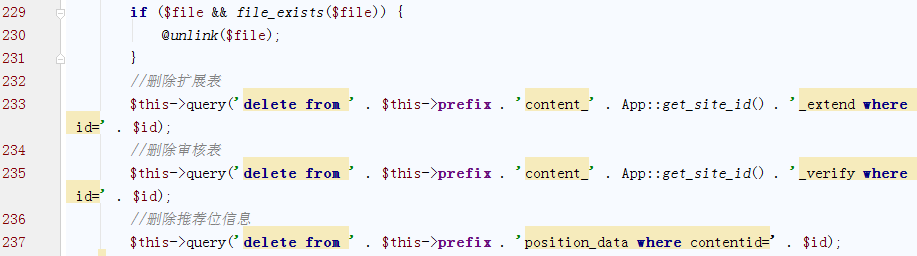 229 if ($file && file_exists($file)) {
230 @unlink($file);
231 }
232 //删除扩展表
233 $this->query('delete from ' . $this->prefix . 'content_' . App::get_site_id() . '_extend where
id=' . $id);
234 //删除审核表
235 $this->query('delete from ' . $this->prefix . 'content_' . App::get_site_id() . '_verify where
id=' . $id);
236 //删除推荐位信息
237 $this->query('delete from ' . $this->prefix . 'position_data where contentid=' . $id);